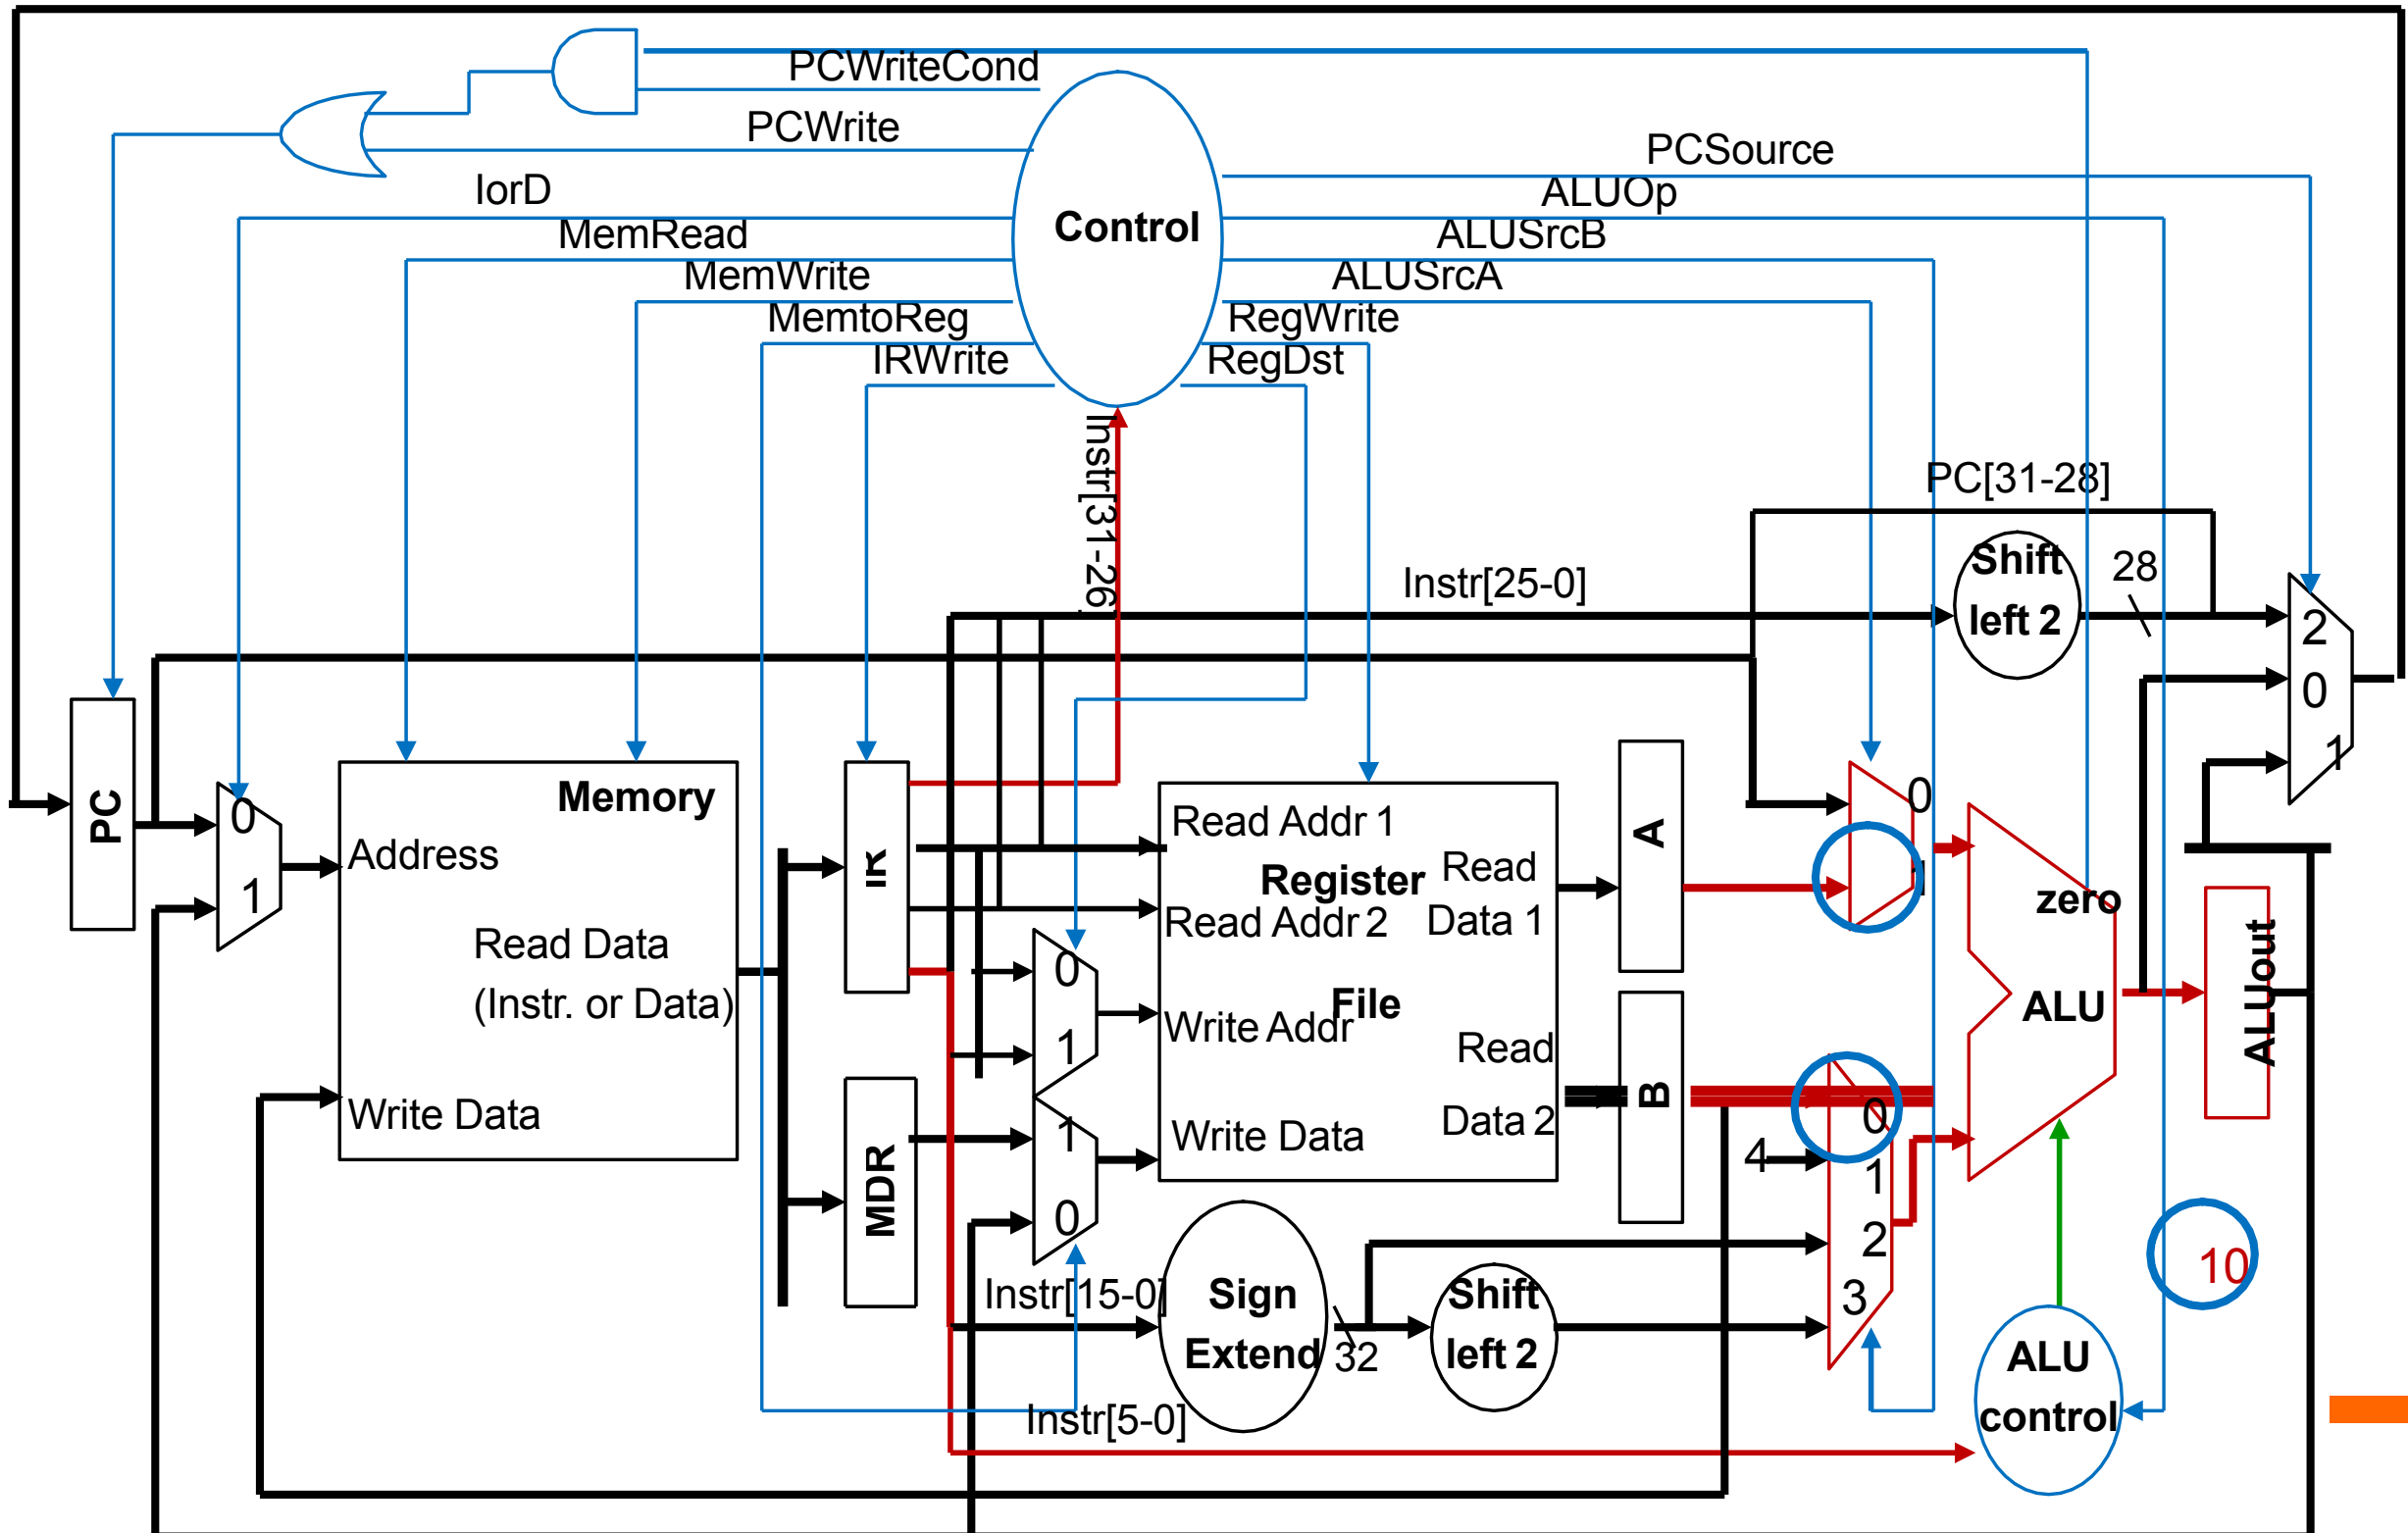 PCWriteCond
PCWrite
PCSource
IorD
ALUOp
Control
MemRead
ALUSrcB
MemWrite
ALUSrcA
MemtoReg
RegWrite
IRWrite
RegDst
Instr[31-26]
PC[31-28]
Instr[25-0]
Shift
left 2
28
2
0
1
PC
0
1
Memory
Address
Read Data
(Instr. or Data)
Write Data
IR
MDR
Read Addr 1
Register
Read
Data 1
Read Addr 2
File
Write Addr
Read
Data 2
Write Data
0
1
1
0
A
B
0
1
4
0
1
2
3
zero
ALU
ALUout
Instr[15-0]
Sign
Extend
32
Shift
left 2
10
ALU
control
Instr[5-0]